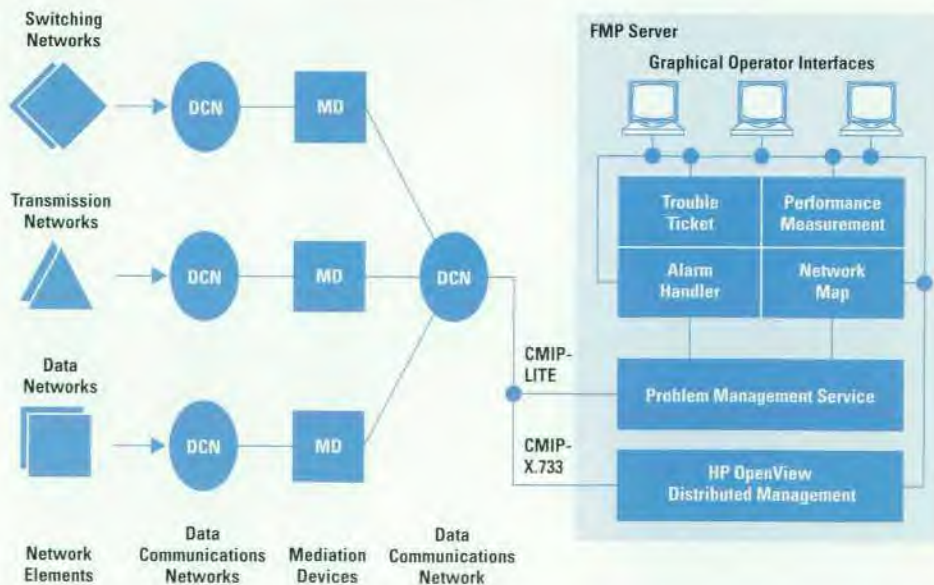 Switching
Networks
DCN
MD
Transmission
Networks
DCN
MD
DCN
Data
Networks
DCN
MD
CMIP-
LITE
CMIP-
X.733
Network
Elements
Data
Communications
Networks
Mediation
Devices
Data
Communications
Network
FMP Server
Graphical Operator Interfaces
Trouble
Ticket
Performance
Measurement
Alarm
Handler
Network
Map
Problem Management Service
HP OpenView
Distributed Management